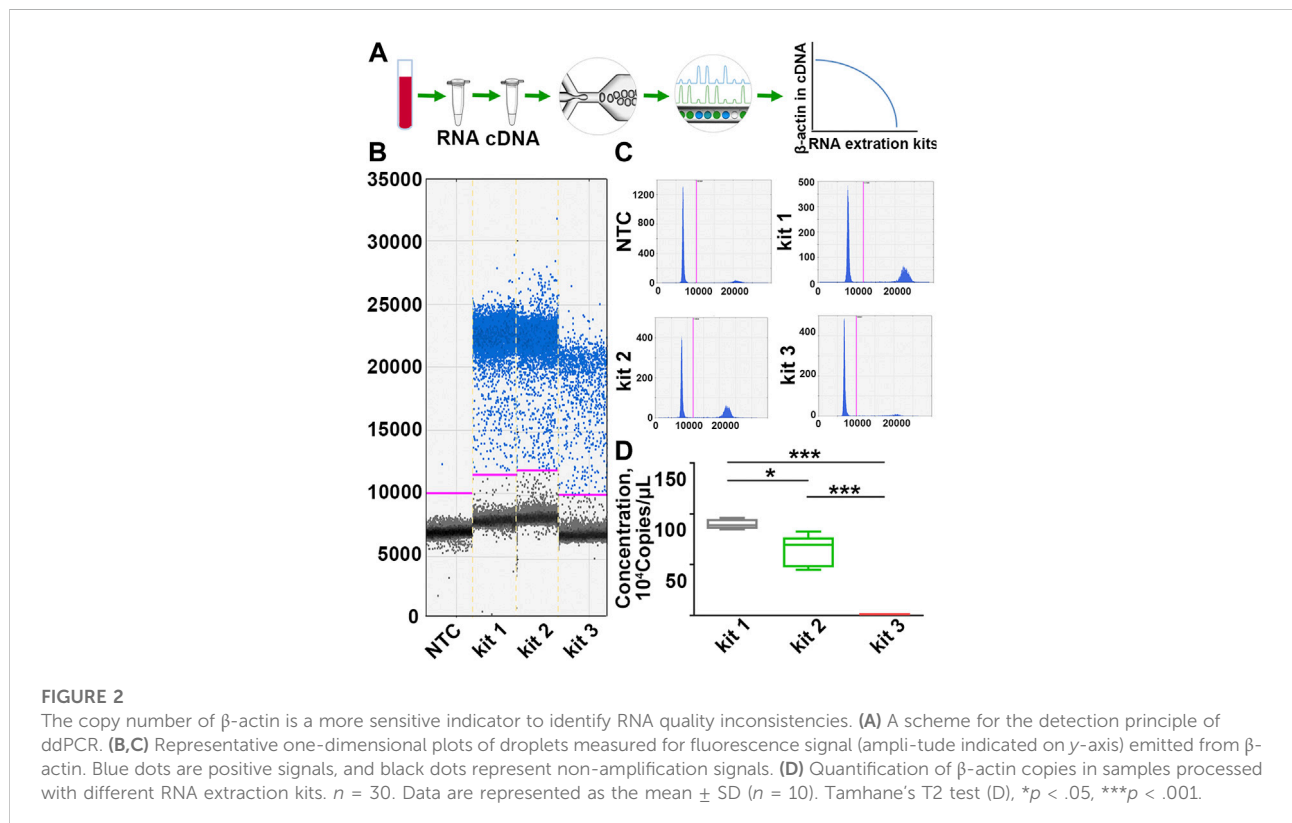 A
RNA cDNA
β-actin in cDNA
RNA extration kits
B
35000
30000
25000
20000
15000
10000
5000
0
NTC
kit 1
kit 2
kit 3
C
NTC
1200
800
400
0
0 10000 20000
kit 1
500
400
300
200
100
0
0 10000 20000
kit 2
400
200
0
0 10000 20000
kit 3
400
200
0
0 10000 20000
D
Concentration,
10⁴Copies/μL
150
100
50
***
*
***
kit 1
kit 2
kit 3
FIGURE 2
The copy number of β-actin is a more sensitive indicator to identify RNA quality inconsistencies. (A) A scheme for the detection principle of
ddPCR. (B,C) Representative one-dimensional plots of droplets measured for fluorescence signal (ampli-tude indicated on y-axis) emitted from β-
actin. Blue dots are positive signals, and black dots represent non-amplification signals. (D) Quantification of β-actin copies in samples processed
with different RNA extraction kits. n = 30. Data are represented as the mean ± SD (n = 10). Tamhane's T2 test (D), *p < .05, ***p < .001.